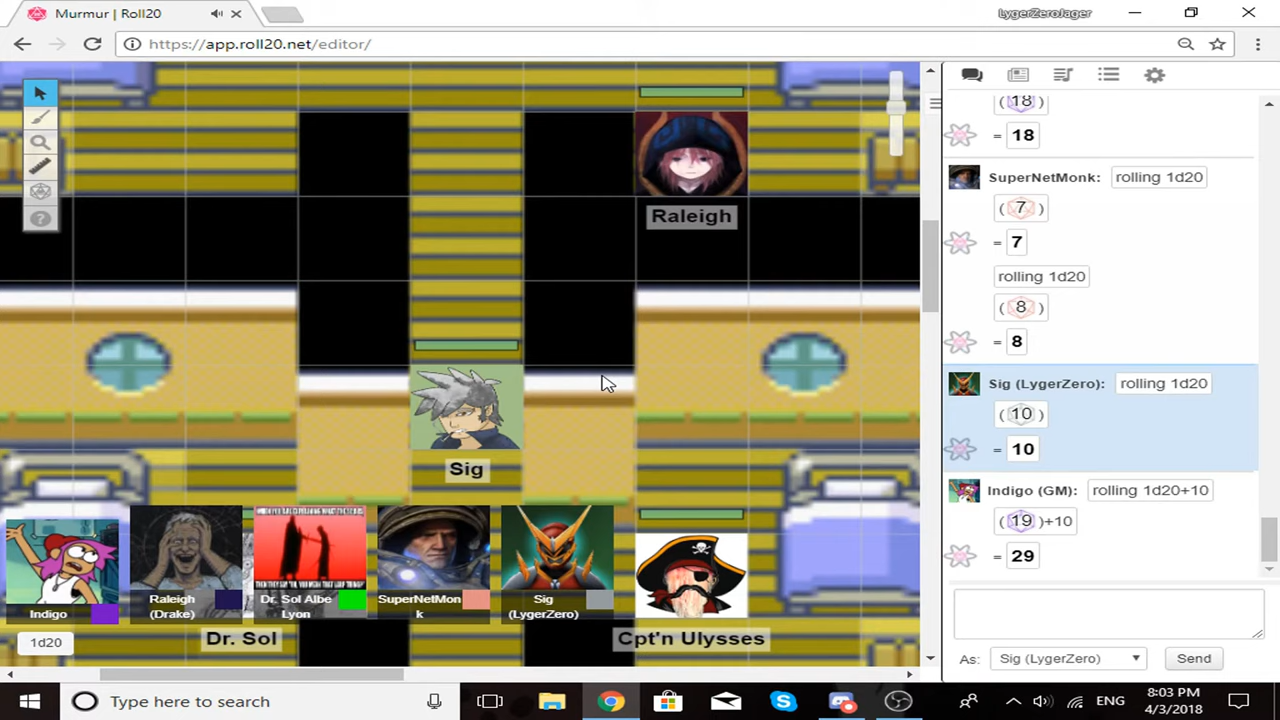 Murmur | Roll20
LygerZeroJager
https://app.roll20.net/editor/
Raleigh
Sig
Indigo
Raleigh
(Drake)
Dr. Sol Albe
Lyon
SuperNetMon
k
Sig
(LygerZero)
1d20
Dr. Sol
Cpt'n Ulysses
(18)
= 18
SuperNetMonk: rolling 1d20
(7)
= 7
rolling 1d20
(8)
= 8
Sig (LygerZero): rolling 1d20
(10)
= 10
Indigo (GM): rolling 1d20+10
(19)+10
= 29
As: Sig (LygerZero) Send
Type here to search
ENG
8:03 PM
4/3/2018